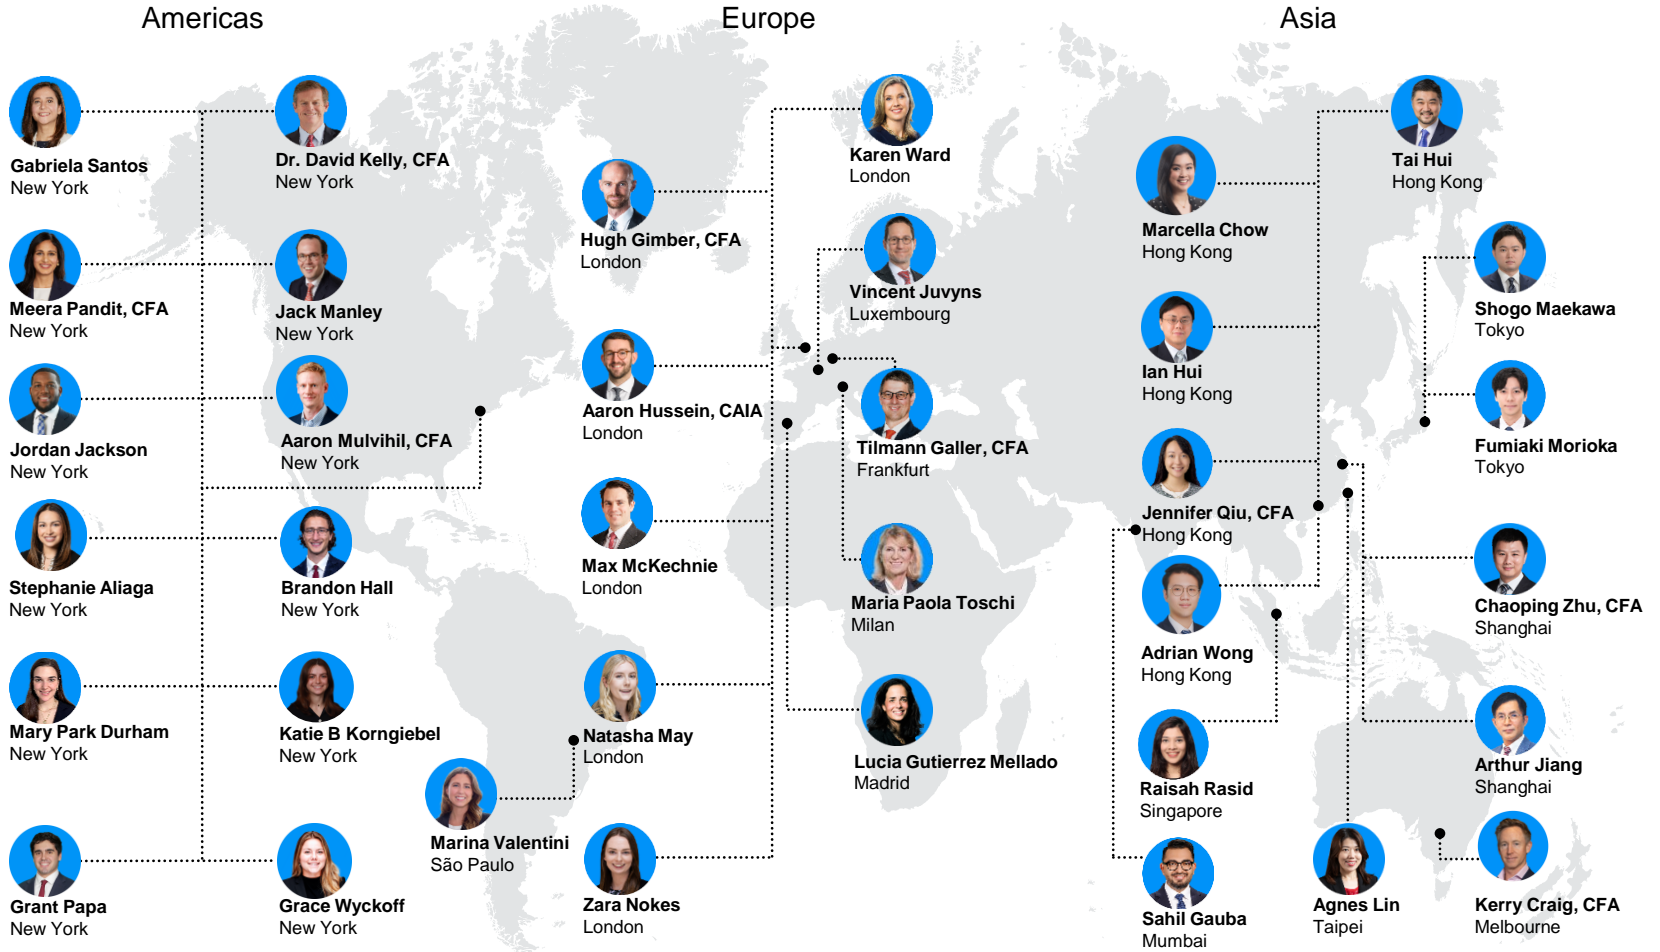 Americas
Europe
Asia
Gabriela Santos
New York
Dr. David Kelly, CFA
New York
Meera Pandit, CFA
New York
Jack Manley
New York
Jordan Jackson
New York
Aaron Mulvihil, CFA
New York
Stephanie Aliaga
New York
Brandon Hall
New York
Mary Park Durham
New York
Katie B Korngiebel
New York
Grant Papa
New York
Grace Wyckoff
New York
Marina Valentini
São Paulo
Karen Ward
London
Hugh Gimber, CFA
London
Vincent Juvyns
Luxembourg
Aaron Hussein, CAIA
London
Tilmann Galler, CFA
Frankfurt
Max McKechnie
London
Maria Paola Toschi
Milan
Natasha May
London
Lucia Gutierrez Mellado
Madrid
Zara Nokes
London
Tai Hui
Hong Kong
Marcella Chow
Hong Kong
Shogo Maekawa
Tokyo
Ian Hui
Hong Kong
Fumiaki Morioka
Tokyo
Jennifer Qiu, CFA
Hong Kong
Chaoping Zhu, CFA
Shanghai
Adrian Wong
Hong Kong
Arthur Jiang
Shanghai
Raisah Rasid
Singapore
Sahil Gauba
Mumbai
Agnes Lin
Taipei
Kerry Craig, CFA
Melbourne